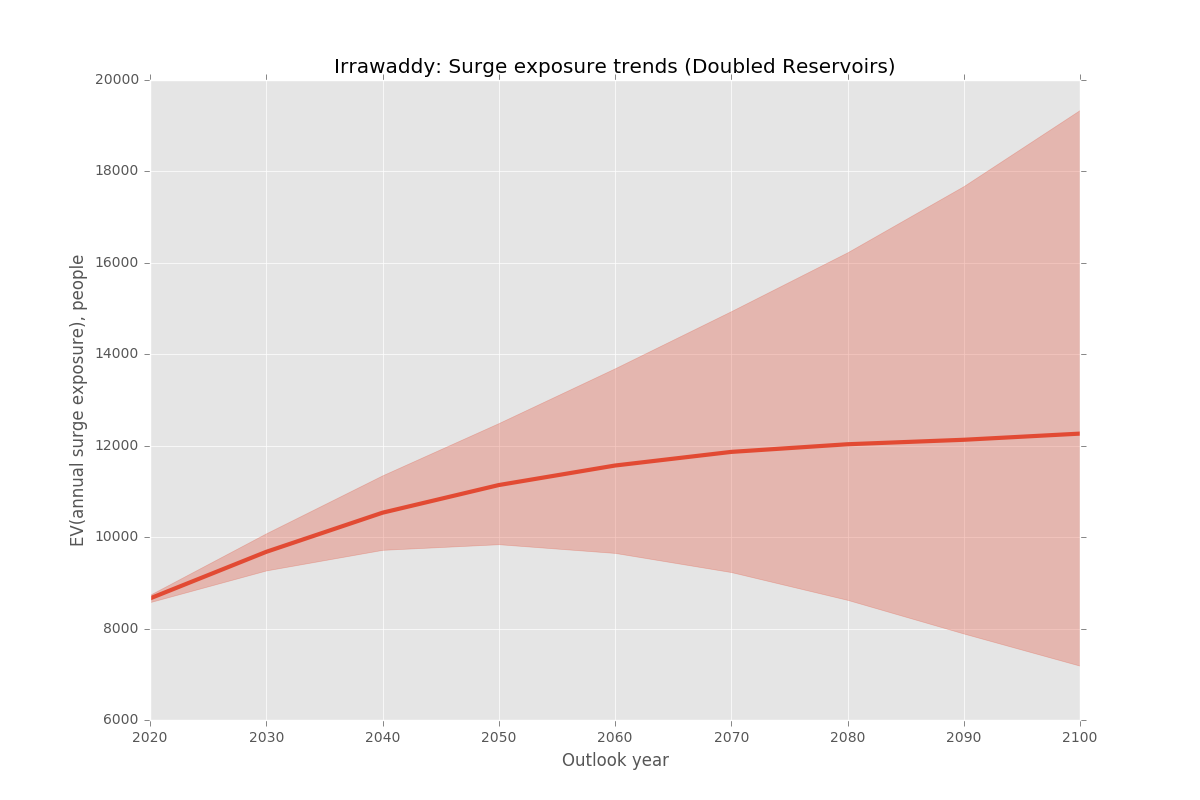 Irrawaddy: Surge exposure trends (Doubled Reservoirs)
20000
18000
16000
14000
12000
10000
8000
6000
EV(annual surge exposure), people
2020 2030 2040 2050 2060 2070 2080 2090 2100
Outlook year